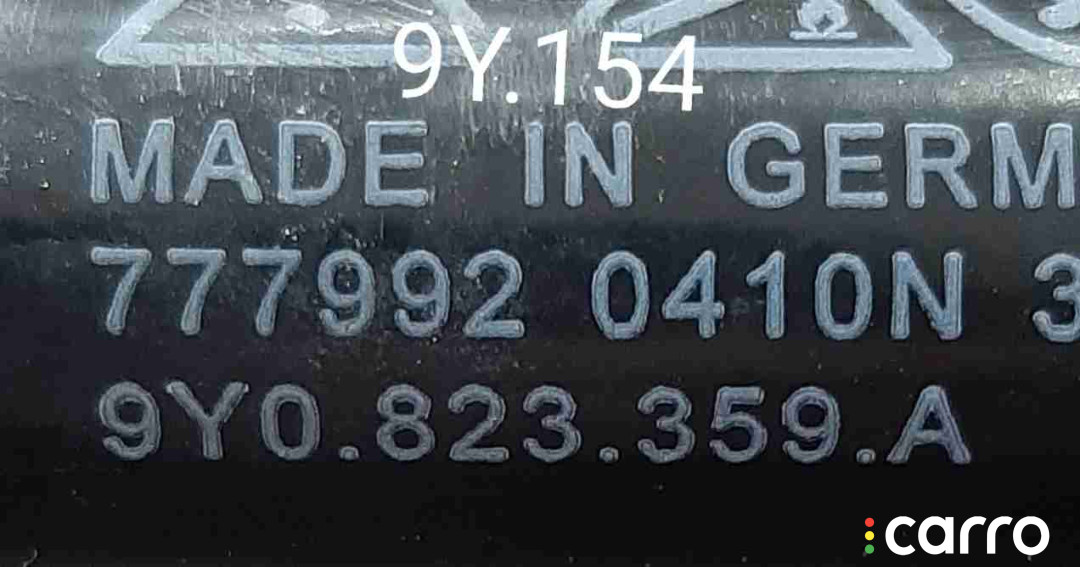 9Y.154
MADE IN GERM
777992 0410N 3
9Y0.823.359.A
carro